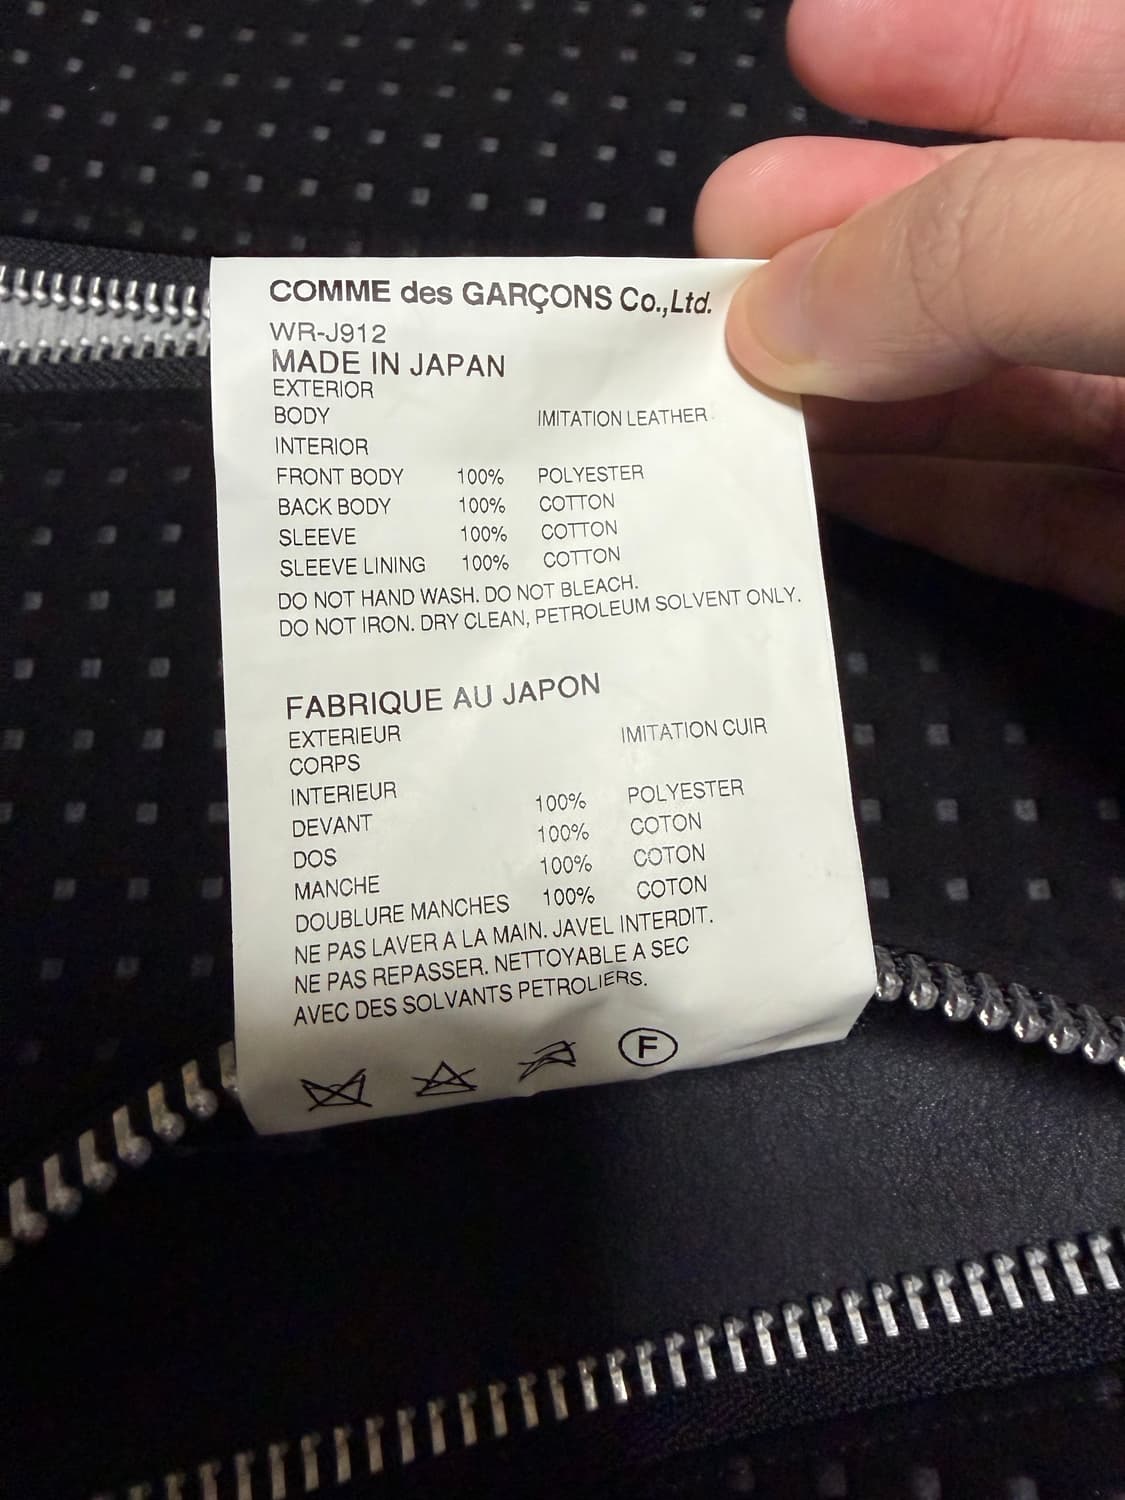 COMME des GARÇONS Co.,Ltd.
WR-J912
MADE IN JAPAN
EXTERIOR
BODY IMITATION LEATHER
INTERIOR
FRONT BODY 100% POLYESTER
BACK BODY 100% COTTON
SLEEVE 100% COTTON
SLEEVE LINING 100% COTTON
DO NOT HAND WASH. DO NOT BLEACH.
DO NOT IRON. DRY CLEAN, PETROLEUM SOLVENT ONLY.
FABRIQUE AU JAPON
EXTERIEUR IMITATION CUIR
CORPS
INTERIEUR 100% POLYESTER
DEVANT 100% COTON
DOS 100% COTON
MANCHE 100% COTON
DOUBLURE MANCHES
NE PAS LAVER A LA MAIN. JAVEL INTERDIT.
NE PAS REPASSER. NETTOYABLE A SEC
AVEC DES SOLVANTS PETROLIERS.
F